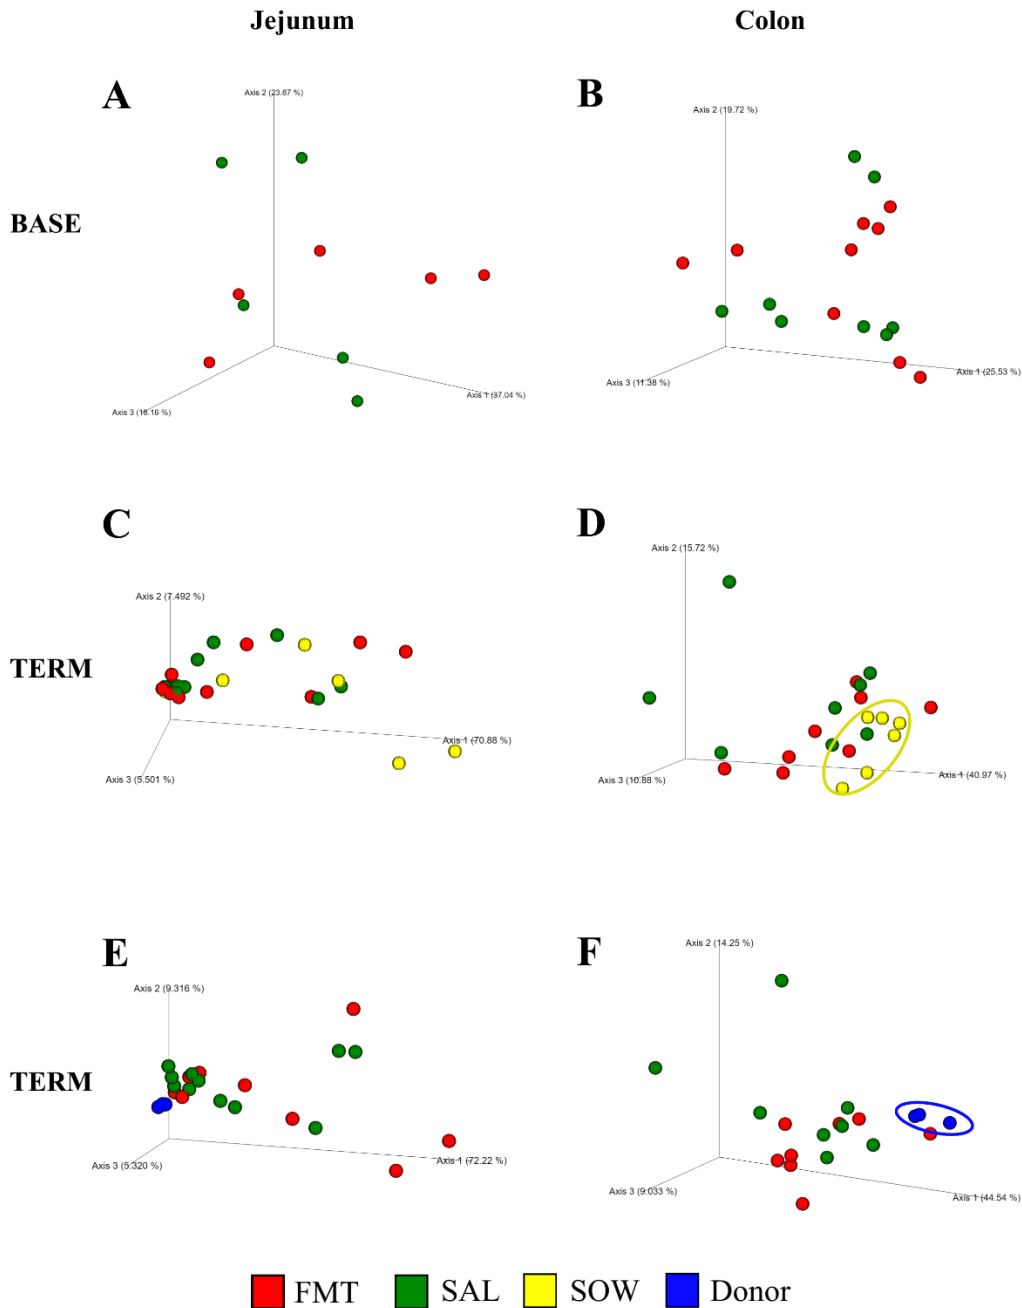 Jejunum
Colon
A
Axis 2 (23.87 %)
Axis 1 (37.04 %)
Axis 3 (16.16 %)
B
Axis 2 (19.72 %)
Axis 1 (25.53 %)
Axis 3 (11.38 %)
BASE
C
Axis 2 (7.492 %)
Axis 1 (70.88 %)
Axis 3 (5.501 %)
D
Axis 2 (15.72 %)
Axis 1 (40.97 %)
Axis 3 (10.88 %)
TERM
E
Axis 2 (9.316 %)
Axis 1 (72.22 %)
Axis 3 (5.320 %)
F
Axis 2 (14.25 %)
Axis 1 (44.54 %)
Axis 3 (9.033 %)
TERM
FMT
SAL
SOW
Donor